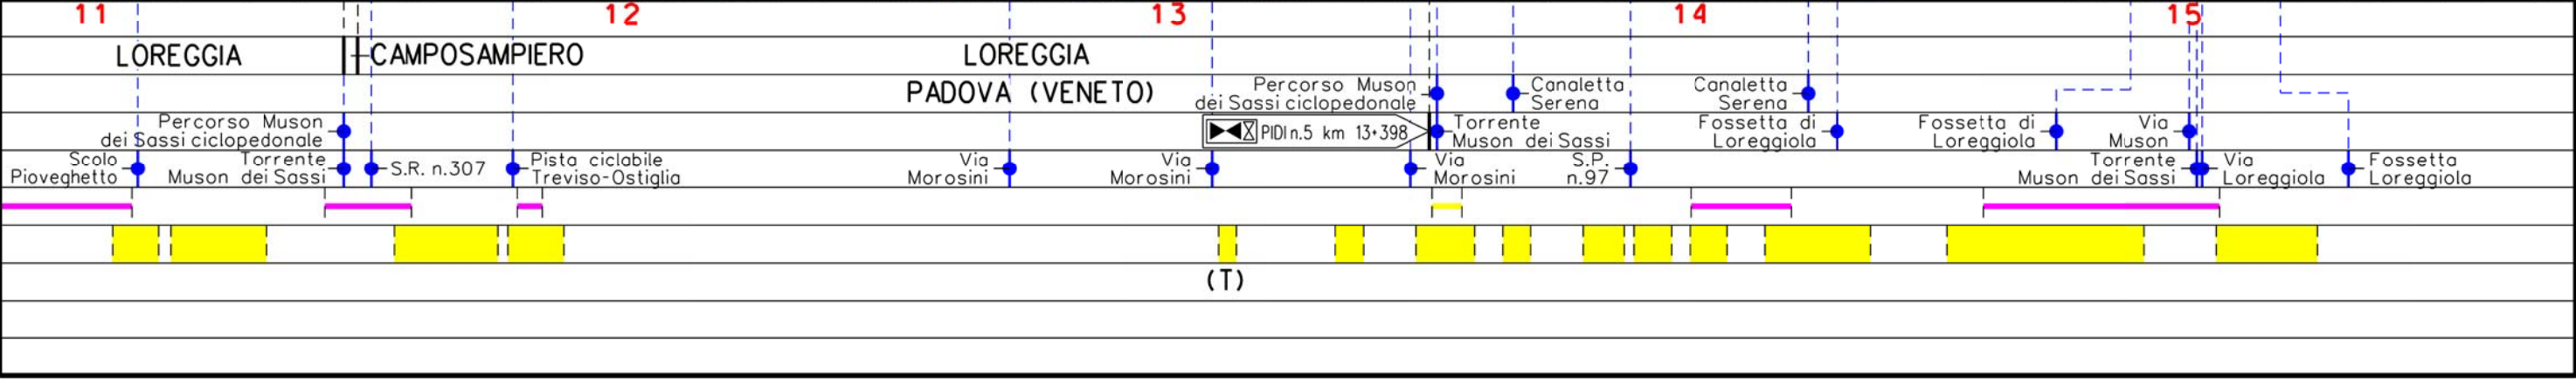 11 12 13 14 15
LOREGGIA CAMPOSAMPIERO LOREGGIA
PADOVA (VENETO)
Percorso Muson
dei Sassi ciclopedonale
Canaletta
Serena
Canaletta
Serena
Percorso Muson
dei Sassi ciclopedonale
PIDI n.5 km 13+398
Torrente
Muson dei Sassi
Fossetta di
Loreggiola
Fossetta di
Loreggiola
Via
Muson
Scolo
Pioveghetto
Torrente
Muson dei Sassi
S.R. n.307
Pista ciclabile
Treviso-Ostiglia
Via
Morosini
Via
Morosini
Via
Morosini
S.P.
n.97
Torrente
Muson dei Sassi
Via
Loreggiola
Fossetta
Loreggiola
(T)